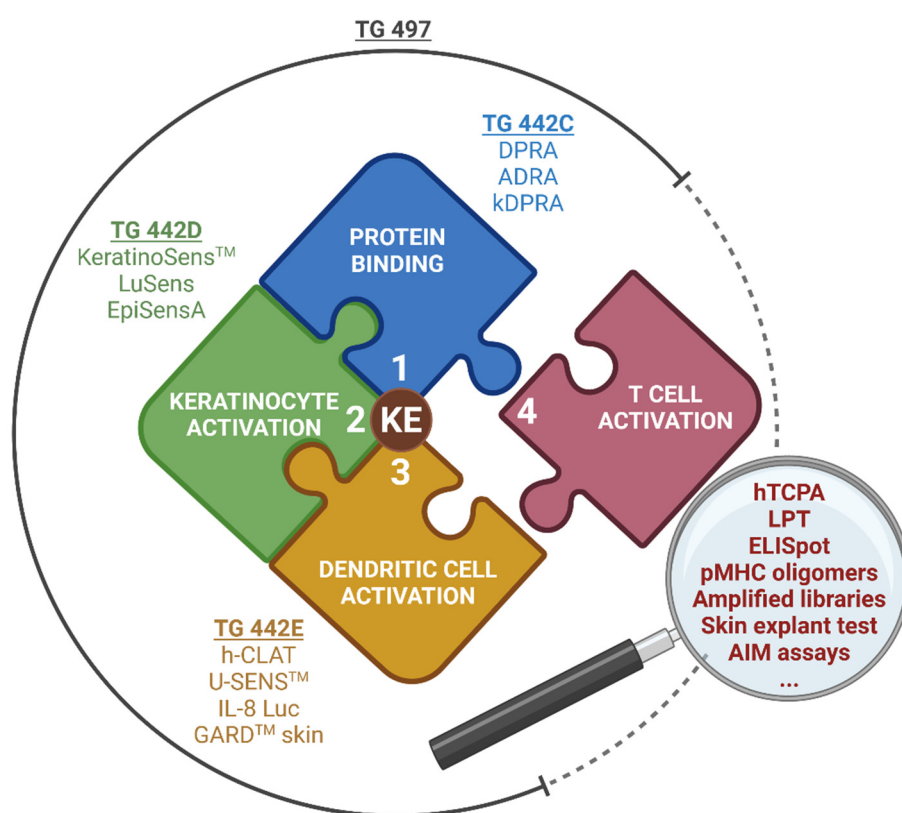 TG 497
TG 442C
DPRA
ADRA
kDPRA
TG 442D
KeratinoSens™
LuSens
EpiSensA
PROTEIN
BINDING
1
KERATINOCYTE
ACTIVATION
2
KE
3
4
T CELL
ACTIVATION
DENDRITIC CELL
ACTIVATION
TG 442E
h-CLAT
U-SENS™
IL-8 Luc
GARD™ skin
hTCPA
LPT
ELISpot
pMHC oligomers
Amplified libraries
Skin explant test
AIM assays
...